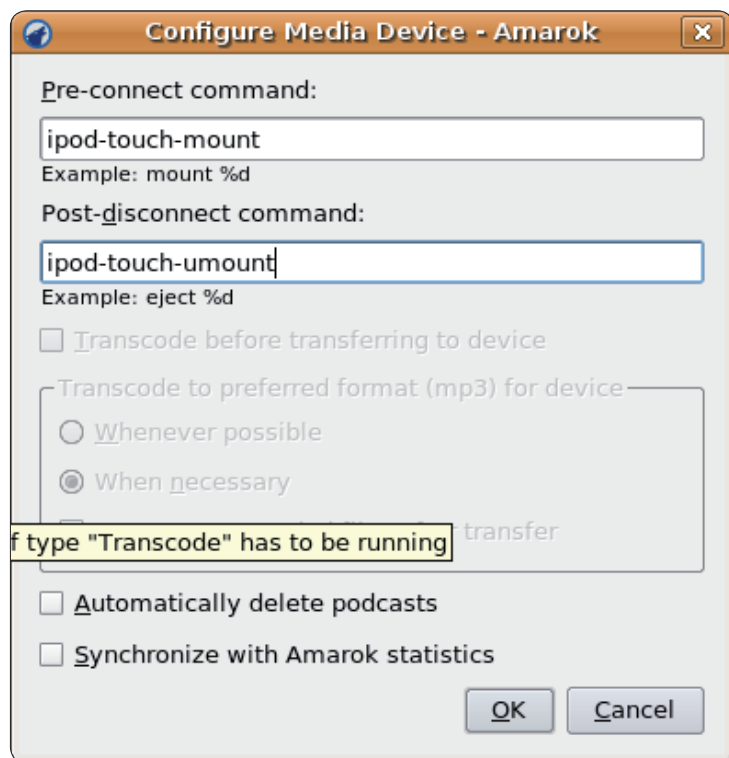 Configure Media Device - Amarok
Pre-connect command:
ipod-touch-mount
Example: mount %d
Post-disconnect command:
ipod-touch-umount
Example: eject %d
Transcode before transferring to device
Transcode to preferred format (mp3) for device
Whenever possible
When necessary
transfer
type "Transcode" has to be running
Automatically delete podcasts
Synchronize with Amarok statistics
OK
Cancel